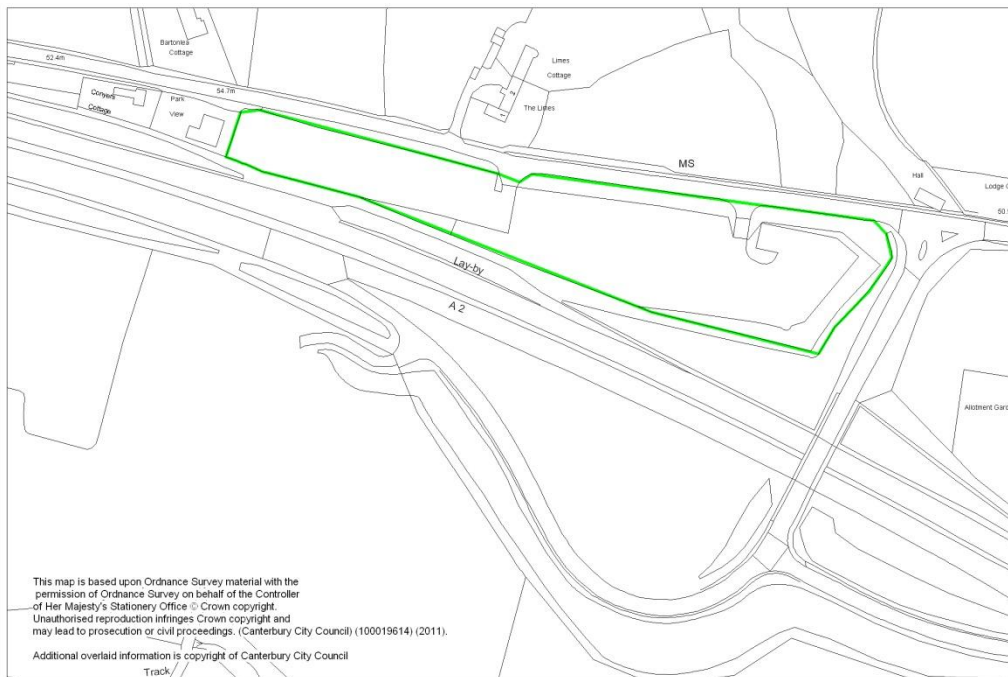 Bartonlea
Cottage
52.4m
Conyers
Cottage
Park
View
54.7m
Limes
Cottage
2
1
The Limes
MS
Hall
Lodge
50.
Lay-by
A 2
Allotment
This map is based upon Ordnance Survey material with the
permission of Ordnance Survey on behalf of the Controller
of Her Majesty's Stationery Office © Crown copyright.
Unauthorised reproduction infringes Crown copyright and
may lead to prosecution or civil proceedings. (Canterbury City Council) (100019614) (2011).
Additional overlaid information is copyright of Canterbury City Council
Track